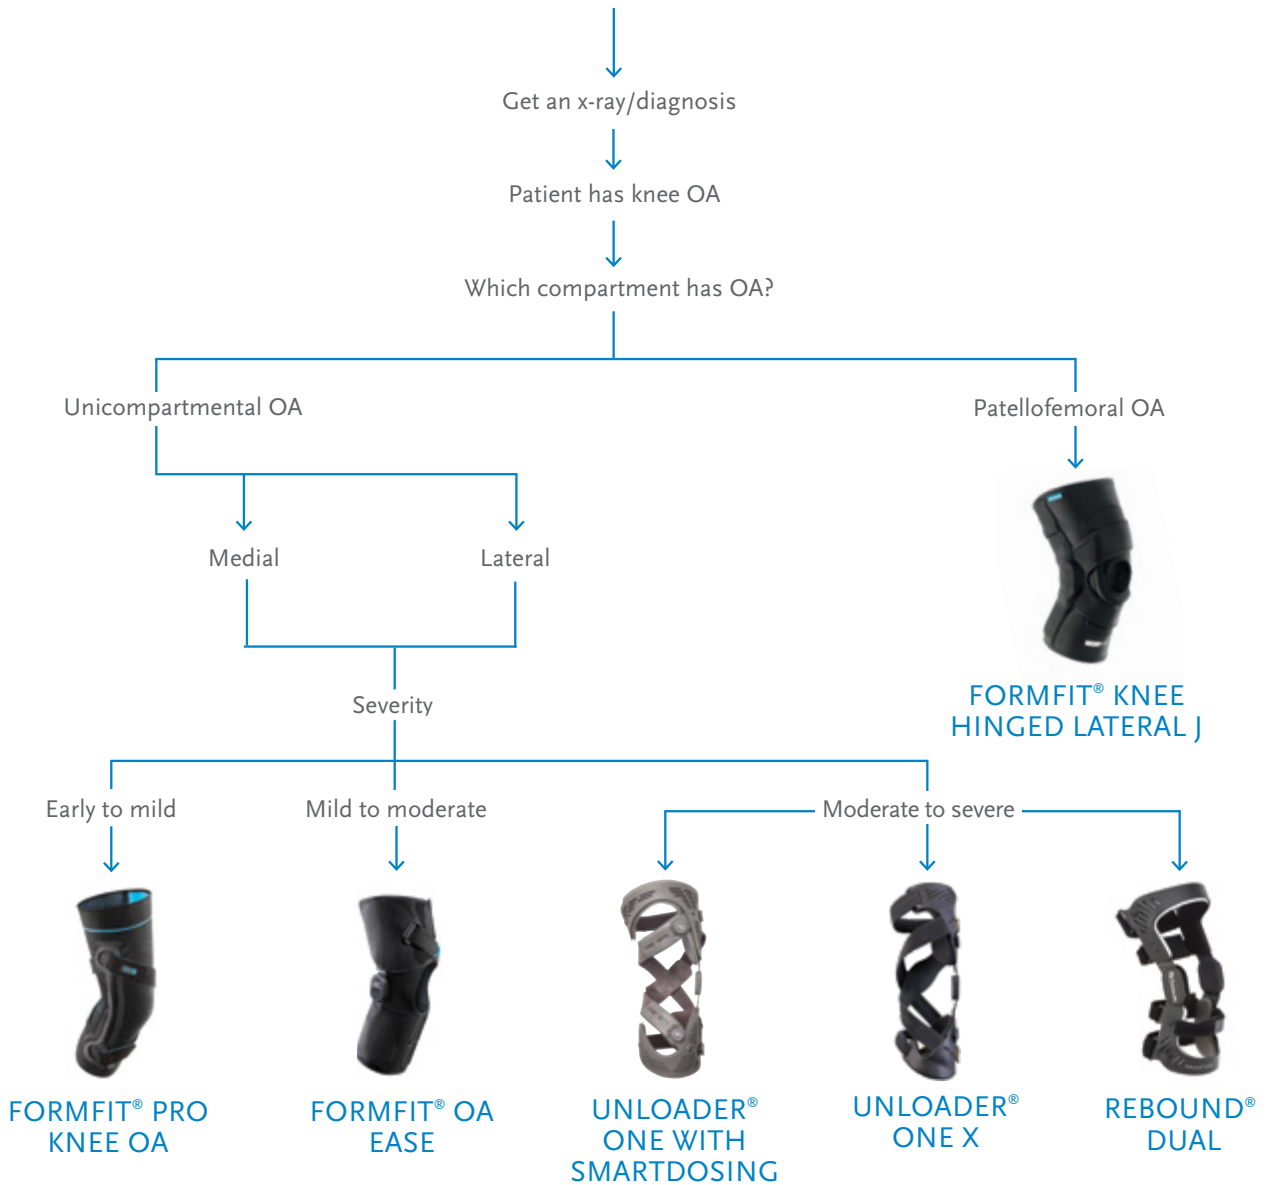 Get an x-ray/diagnosis
Patient has knee OA
Which compartment has OA?
Unicompartmental OA
Patellofemoral OA
Medial
Lateral
FORMFIT® KNEE
HINGED LATERAL J
Severity
Early to mild
Mild to moderate
Moderate to severe
FORMFIT® PRO
KNEE OA
FORMFIT® OA
EASE
UNLOADER®
ONE WITH
SMARTDOSING
UNLOADER®
ONE X
REBOUND®
DUAL